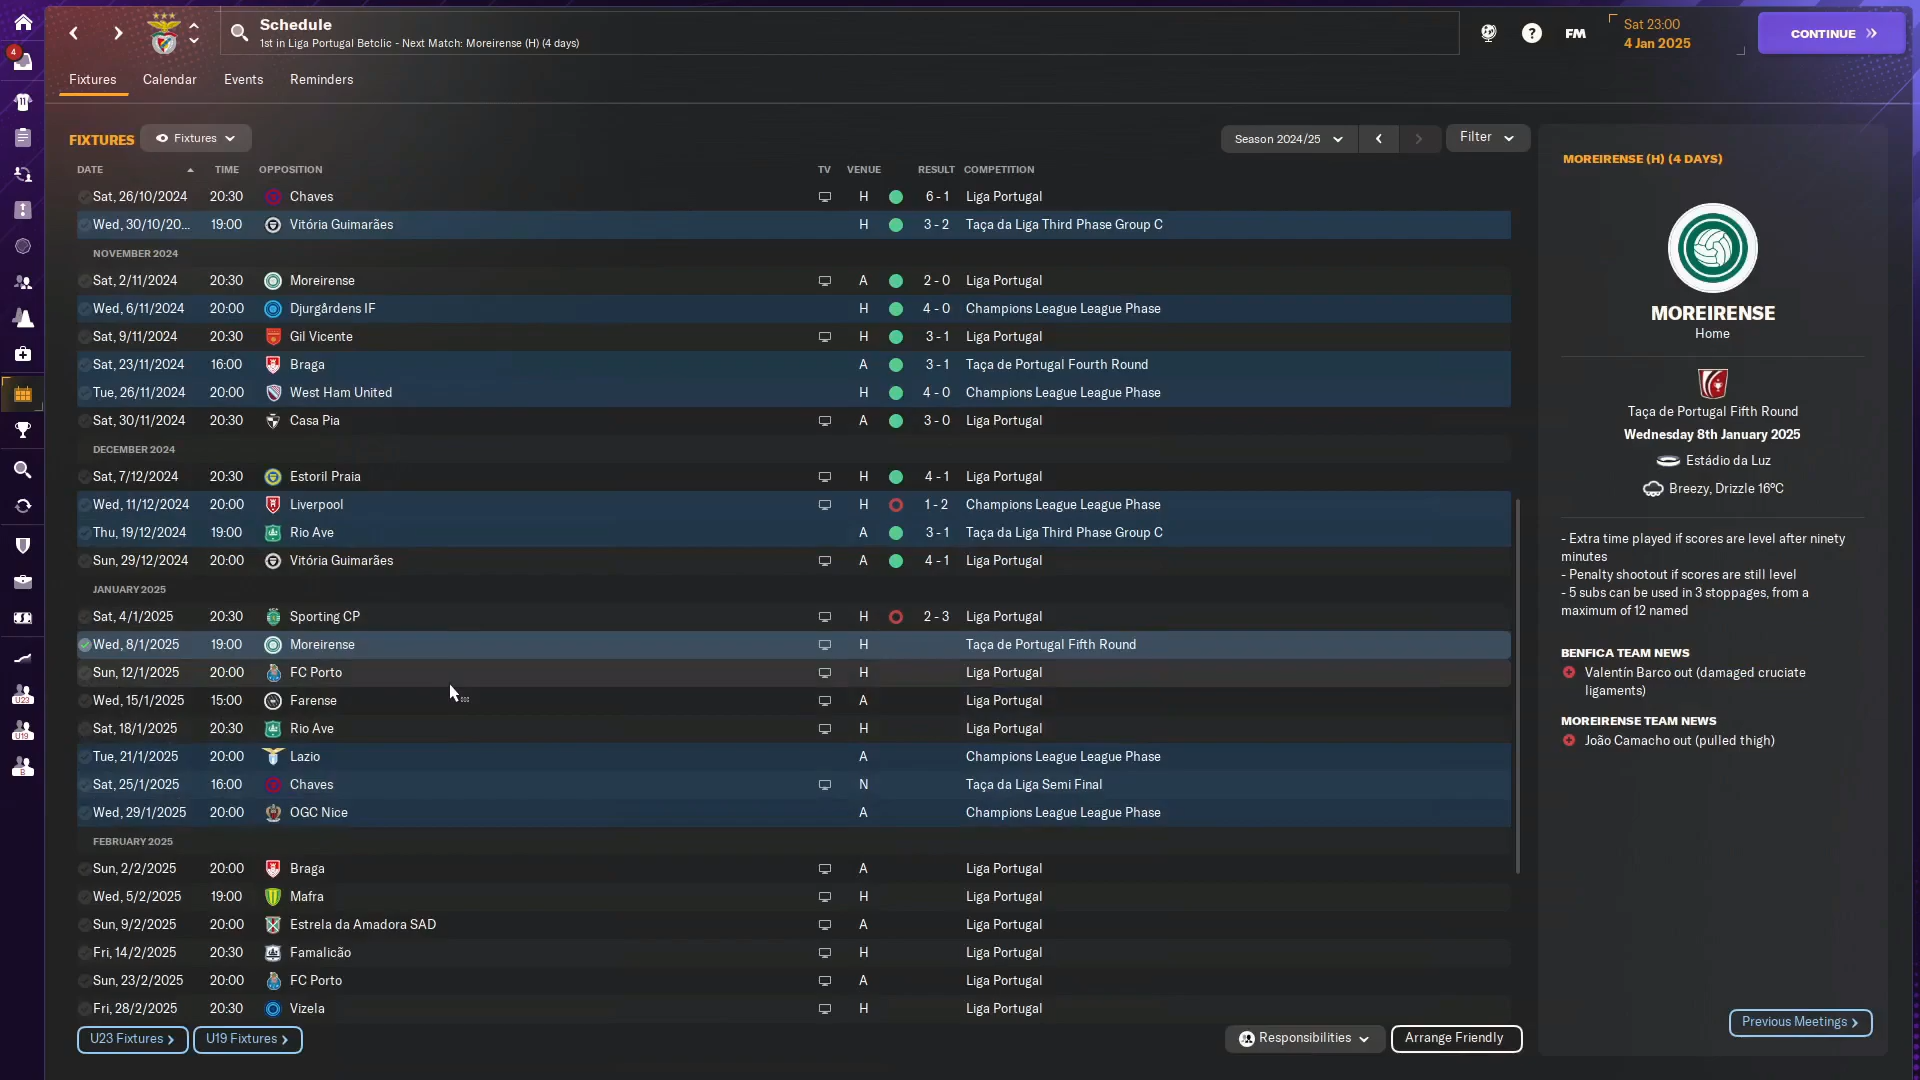 Schedule
1st in Liga Portugal Betclic - Next Match: Moreirense (H) (4 days)
FM
Sat 23:00
4 Jan 2025
CONTINUE
4
Fixtures Calendar Events Reminders
FIXTURES Fixtures Season 2024/25 Filter
DATE TIME OPPOSITION TV VENUE RESULT COMPETITION
Sat, 26/10/2024 20:30 Chaves H 6 - 1 Liga Portugal
Wed, 30/10/20... 19:00 Vitória Guimarães H 3 - 2 Taça da Liga Third Phase Group C
NOVEMBER 2024
Sat, 2/11/2024 20:30 Moreirense A 2 - 0 Liga Portugal
Wed, 6/11/2024 20:00 Djurgårdens IF H 4 - 0 Champions League League Phase
Sat, 9/11/2024 20:30 Gil Vicente H 3 - 1 Liga Portugal
Sat, 23/11/2024 16:00 Braga A 3 - 1 Taça de Portugal Fourth Round
Tue, 26/11/2024 20:00 West Ham United H 4 - 0 Champions League League Phase
Sat, 30/11/2024 20:30 Casa Pia A 3 - 0 Liga Portugal
DECEMBER 2024
Sat, 7/12/2024 20:30 Estoril Praia H 4 - 1 Liga Portugal
Wed, 11/12/2024 20:00 Liverpool H 1 - 2 Champions League League Phase
Thu, 19/12/2024 19:00 Rio Ave A 3 - 1 Taça da Liga Third Phase Group C
Sun, 29/12/2024 20:00 Vitória Guimarães A 4 - 1 Liga Portugal
JANUARY 2025
Sat, 4/1/2025 20:30 Sporting CP H 2 - 3 Liga Portugal
Wed, 8/1/2025 19:00 Moreirense H Taça de Portugal Fifth Round
Sun, 12/1/2025 20:00 FC Porto H Liga Portugal
Wed, 15/1/2025 15:00 Farense A Liga Portugal
Sat, 18/1/2025 20:30 Rio Ave H Liga Portugal
Tue, 21/1/2025 20:00 Lazio A Champions League League Phase
Sat, 25/1/2025 16:00 Chaves N Taça da Liga Semi Final
Wed, 29/1/2025 20:00 OGC Nice A Champions League League Phase
FEBRUARY 2025
Sun, 2/2/2025 20:00 Braga A Liga Portugal
Wed, 5/2/2025 19:00 Mafra H Liga Portugal
Sun, 9/2/2025 20:00 Estrela da Amadora SAD A Liga Portugal
Fri, 14/2/2025 20:30 Famalicão H Liga Portugal
Sun, 23/2/2025 20:00 FC Porto A Liga Portugal
Fri, 28/2/2025 20:30 Vizela H Liga Portugal
U23 Fixtures U19 Fixtures Responsibilities Arrange Friendly
11
U23
U19
B
MOREIRENSE (H) (4 DAYS)
MOREIRENSE
Home
Taça de Portugal Fifth Round
Wednesday 8th January 2025
Estádio da Luz
Breezy, Drizzle 16ºC
- Extra time played if scores are level after ninety
minutes
- Penalty shootout if scores are still level
- 5 subs can be used in 3 stoppages, from a
maximum of 12 named
BENFICA TEAM NEWS
Valentín Barco out (damaged cruciate
ligaments)
MOREIRENSE TEAM NEWS
João Camacho out (pulled thigh)
Previous Meetings